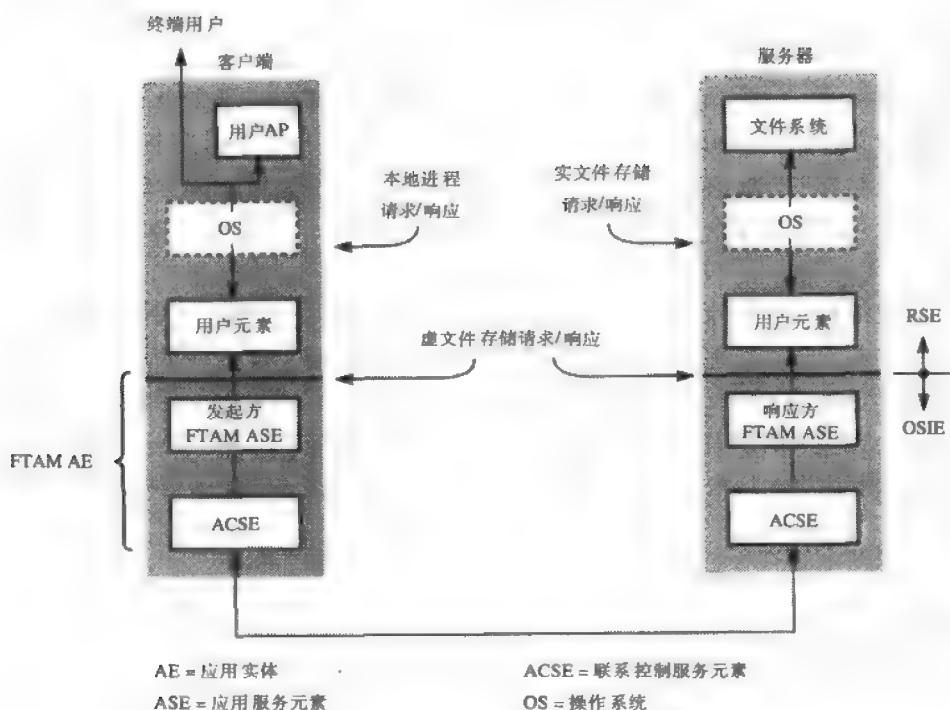 终端用户
客户端
服务器
用户AP
文件系统
本地进程
请求/响应
实文件存储
请求/响应
OS
OS
用户元素
用户元素
RSE
虚文件存储请求/响应
发起方
FTAM ASE
响应方
FTAM ASE
OSIE
FTAM AE
ACSE
ACSE
AE = 应用实体
ACSE = 联系控制服务元素
ASE = 应用服务元素
OS = 操作系统